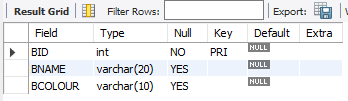 Result Grid Filter Rows: Export:
Field Type Null Key Default Extra
BID int NO PRI NULL
BNAME varchar(20) YES NULL
BCOLOUR varchar(10) YES NULL